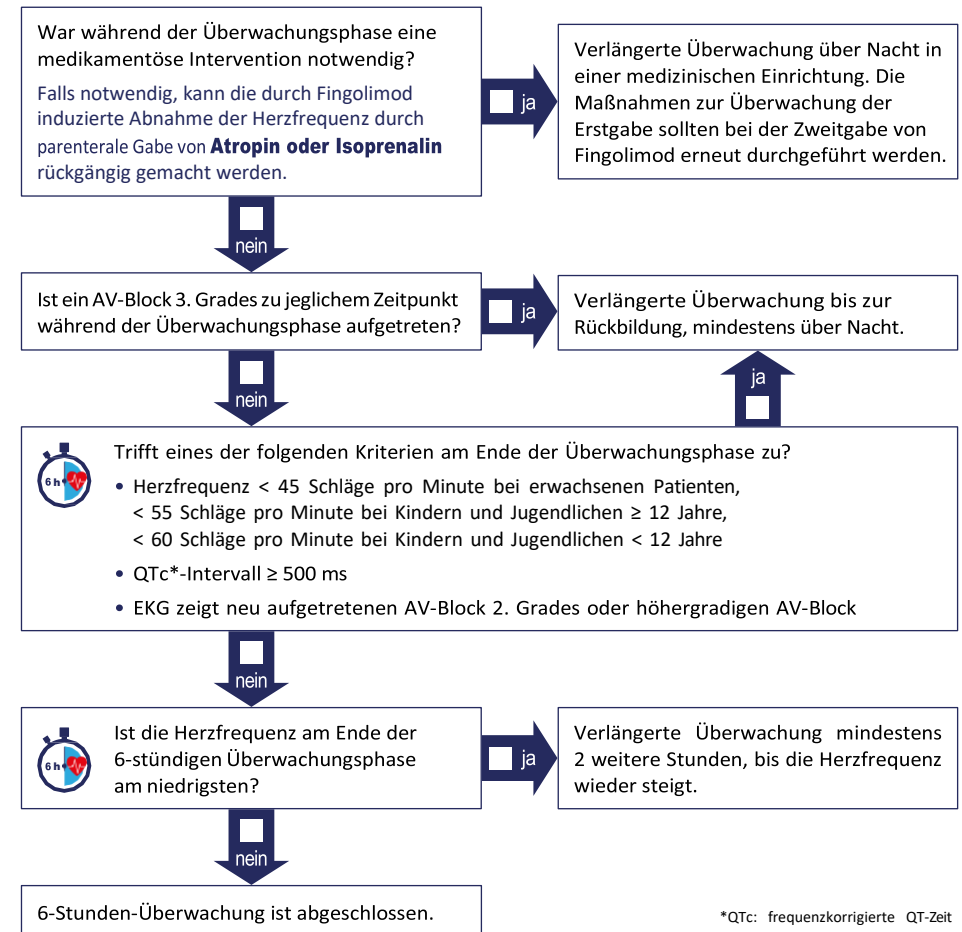 War während der Überwachungsphase eine
medikamentöse Intervention notwendig?
Falls notwendig, kann die durch Fingolimod
induzierte Abnahme der Herzfrequenz durch
parenterale Gabe von Atropin oder Isoprenalin
rückgängig gemacht werden.
ja
Verlängerte Überwachung über Nacht in
einer medizinischen Einrichtung. Die
Maßnahmen zur Überwachung der
Erstgabe sollten bei der Zweitgabe von
Fingolimod erneut durchgeführt werden.
nein
Ist ein AV-Block 3. Grades zu jeglichem Zeitpunkt
während der Überwachungsphase aufgetreten?
ja
Verlängerte Überwachung bis zur
Rückbildung, mindestens über Nacht.
nein
ja
6 h
Trifft eines der folgenden Kriterien am Ende der Überwachungsphase zu?
• Herzfrequenz < 45 Schläge pro Minute bei erwachsenen Patienten,
< 55 Schläge pro Minute bei Kindern und Jugendlichen ≥ 12 Jahre,
< 60 Schläge pro Minute bei Kindern und Jugendlichen < 12 Jahre
• QTc*-Intervall ≥ 500 ms
• EKG zeigt neu aufgetretenen AV-Block 2. Grades oder höhergradigen AV-Block
nein
6 h
Ist die Herzfrequenz am Ende der
6-stündigen Überwachungsphase
am niedrigsten?
ja
Verlängerte Überwachung mindestens
2 weitere Stunden, bis die Herzfrequenz
wieder steigt.
nein
6-Stunden-Überwachung ist abgeschlossen.
*QTc: frequenzkorrigierte QT-Zeit